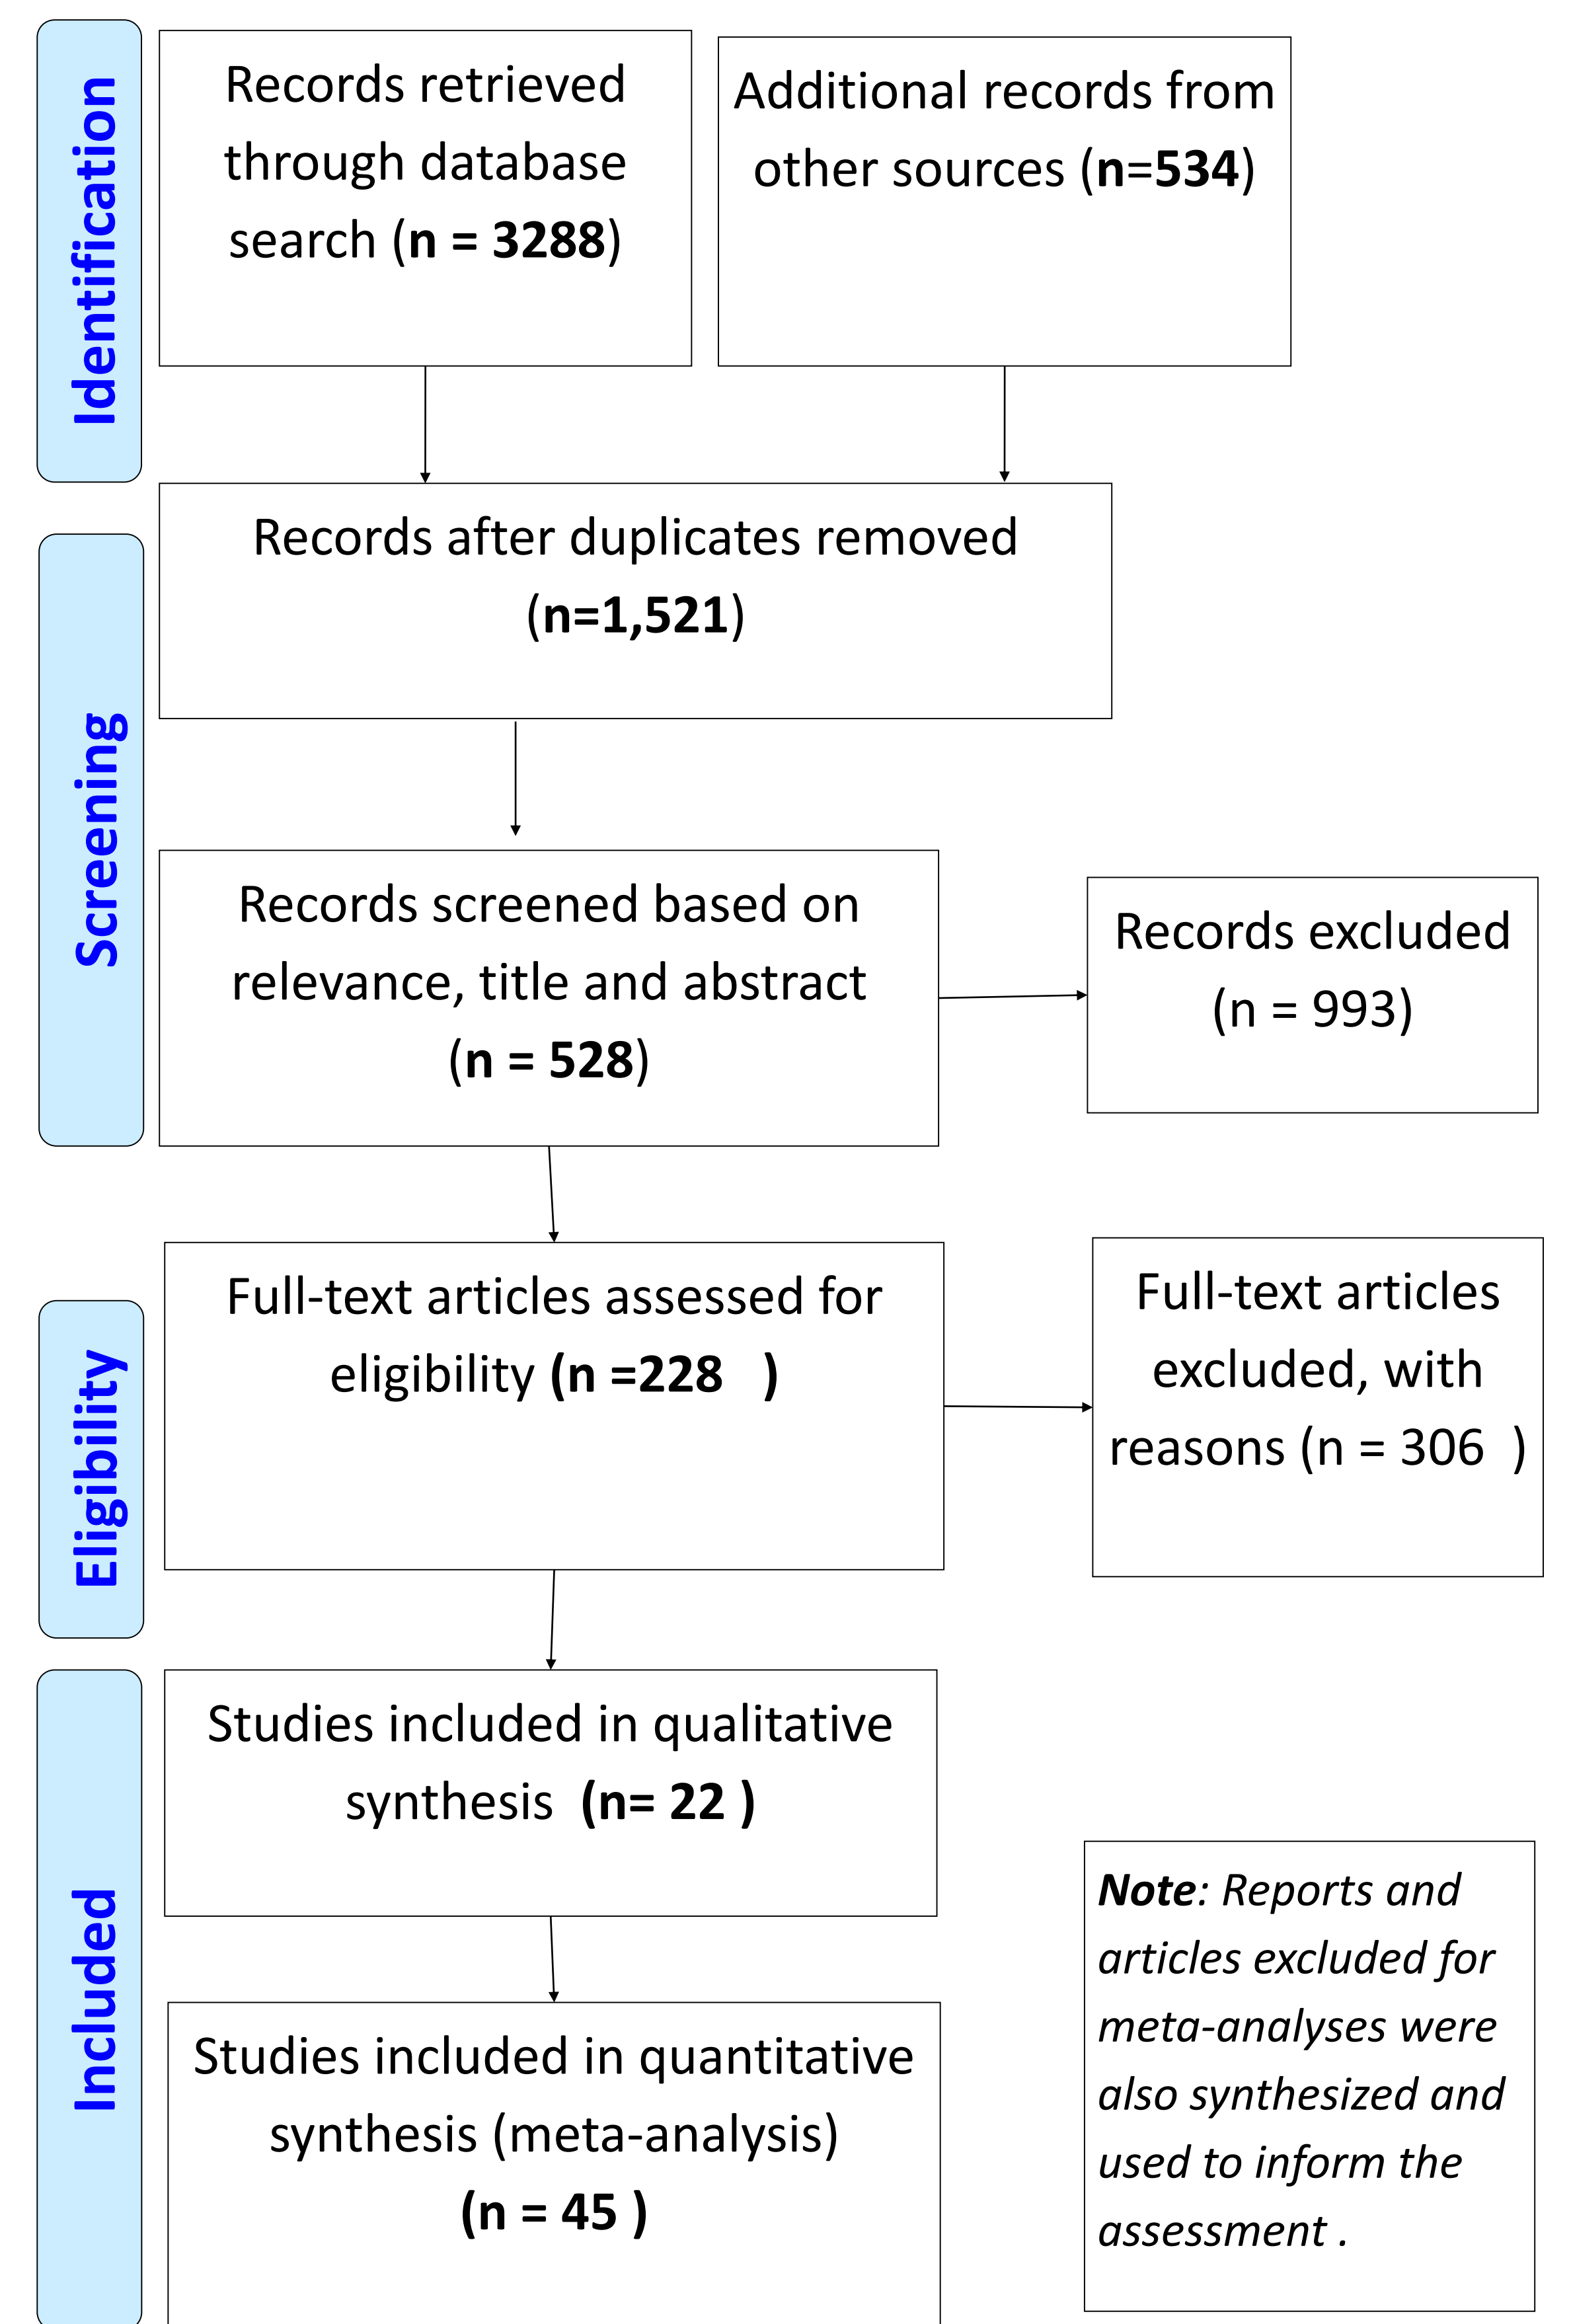 Identification
Records retrieved
through database
search (n = 3288)
Additional records from
other sources (n=534)
Screening
Records after duplicates removed
(n=1,521)
Records screened based on
relevance, title and abstract
(n = 528)
Records excluded
(n = 993)
Eligibility
Full-text articles assessed for
eligibility (n =228   )
Full-text articles
excluded, with
reasons (n = 306  )
Included
Studies included in qualitative
synthesis  (n= 22 )
Studies included in quantitative
synthesis (meta-analysis)
(n = 45 )
Note: Reports and
articles excluded for
meta-analyses were
also synthesized and
used to inform the
assessment .